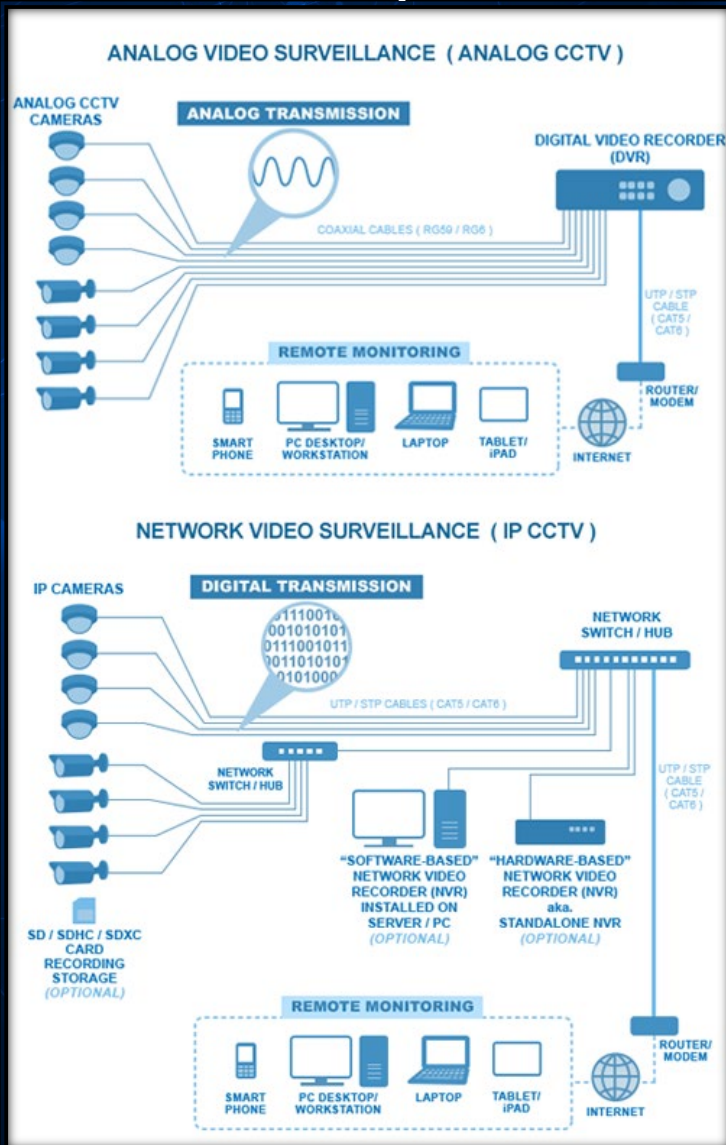 ANALOG VIDEO SURVEILLANCE ( ANALOG CCTV )
ANALOG CCTV
CAMERAS
ANALOG TRANSMISSION
DIGITAL VIDEO RECORDER
(DVR)
COAXIAL CABLES ( RG59 / RG6 )
UTP / STP
CABLE
( CAT5 /
CAT6 )
REMOTE MONITORING
ROUTER/
MODEM
SMART
PHONE
PC DESKTOP/
WORKSTATION
LAPTOP
TABLET/
iPAD
INTERNET
NETWORK VIDEO SURVEILLANCE ( IP CCTV )
IP CAMERAS
DIGITAL TRANSMISSION
NETWORK
SWITCH / HUB
001010101
0111001011
0011010101
UTP / STP CABLES ( CAT5 / CAT6 )
NETWORK
SWITCH / HUB
UTP / STP
CABLE
( CAT5 /
CAT6 )
"SOFTWARE-BASED"
NETWORK VIDEO
RECORDER (NVR)
INSTALLED ON
SERVER / PC
(OPTIONAL)
"HARDWARE-BASED"
NETWORK VIDEO
RECORDER (NVR)
aka.
STANDALONE NVR
(OPTIONAL)
SD / SDHC / SDXC
CARD
RECORDING
STORAGE
(OPTIONAL)
REMOTE MONITORING
ROUTER/
MODEM
SMART
PHONE
PC DESKTOP/
WORKSTATION
LAPTOP
TABLET/
iPAD
INTERNET